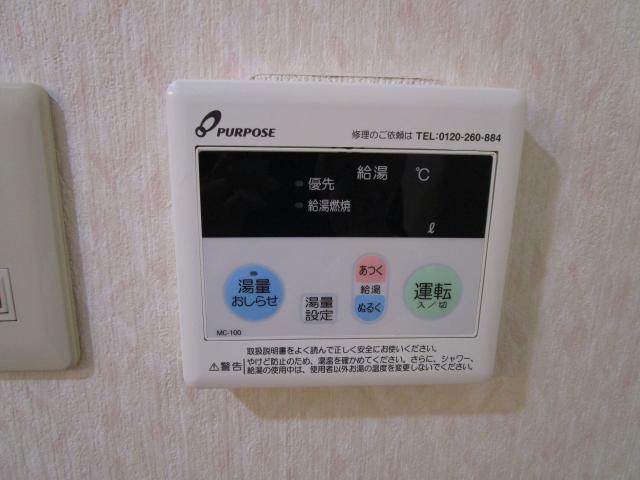 PURPOSE
修理のご依頼は TEL:0120-260-884
給湯 ℃
優先
給湯燃焼
ℓ
湯量
おしらせ
湯量
設定
あつく
給湯
ぬるく
運転
入/切
MC-100
取扱説明書をよく読んで正しく安全にお使いください。
⚠警告
やけど防止のため、湯温を確かめてください。さらに、シャワー、
給湯の使用中は、使用者以外お湯の温度を変更しないでください。